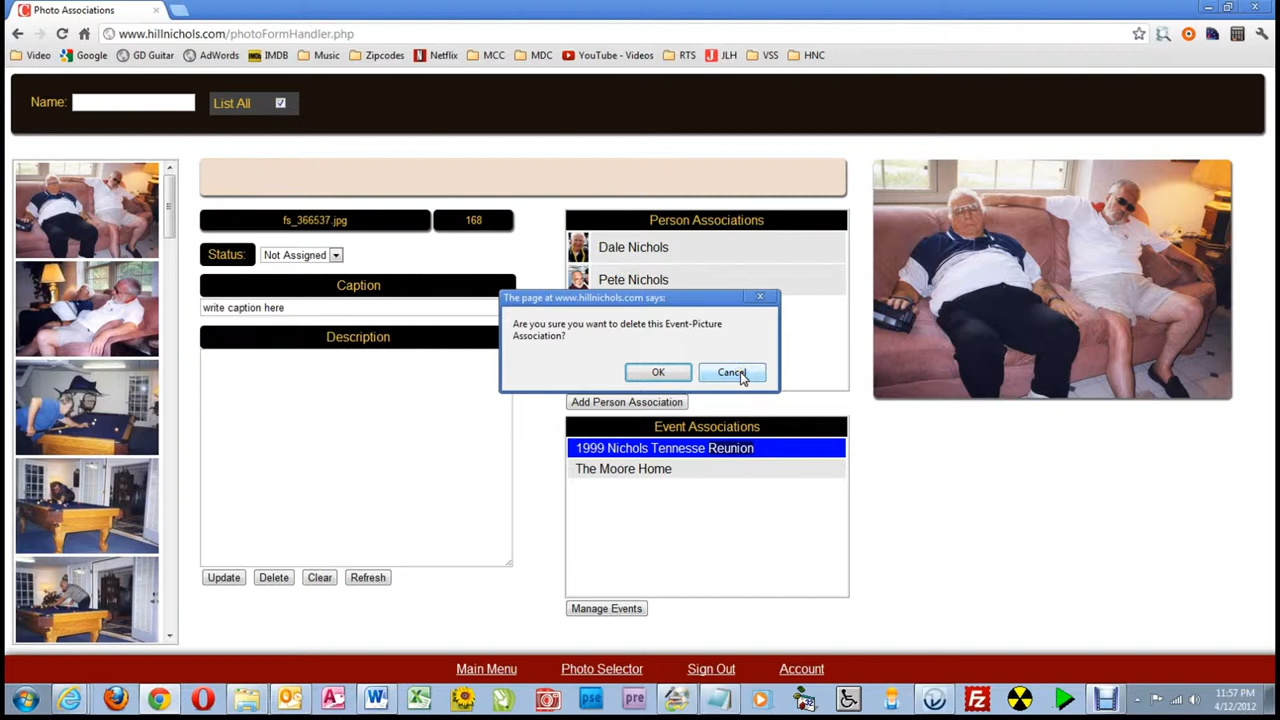 Photo Associations
www.hillnichols.com/photoFormHandler.php
Video Google GD Guitar AdWords IMDB Music Zipcodes Netflix MCC MDC YouTube - Videos RTS JLH VSS HNC
Name: List All
fs_366537.jpg 168
Status: Not Assigned
Caption
write caption here
Description
Update Delete Clear Refresh
Person Associations
Dale Nichols
Pete Nichols
The page at www.hillnichols.com says:
Are you sure you want to delete this Event-Picture
Association?
OK Cancel
Add Person Association
Event Associations
1999 Nichols Tennesse Reunion
The Moore Home
Manage Events
Main Menu Photo Selector Sign Out Account
pse pre
11:57 PM
4/12/2012